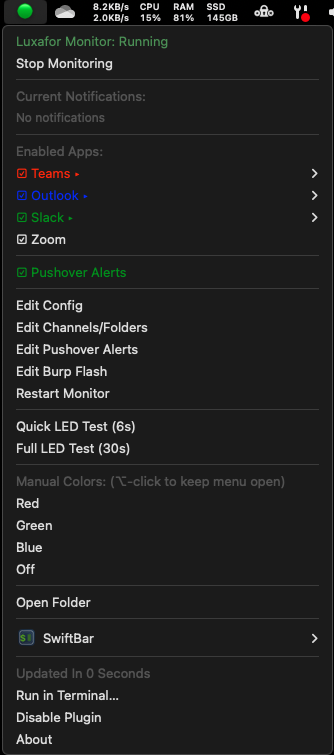 8.2KB/s CPU RAM SSD
2.0KB/s 15% 81% 145GB
Luxafor Monitor: Running
Stop Monitoring
Current Notifications:
No notifications
Enabled Apps:
Teams ▸
Outlook ▸
Slack ▸
Zoom
Pushover Alerts
Edit Config
Edit Channels/Folders
Edit Pushover Alerts
Edit Burp Flash
Restart Monitor
Quick LED Test (6s)
Full LED Test (30s)
Manual Colors: (⌥-click to keep menu open)
Red
Green
Blue
Off
Open Folder
SwiftBar
Updated In 0 Seconds
Run in Terminal...
Disable Plugin
About